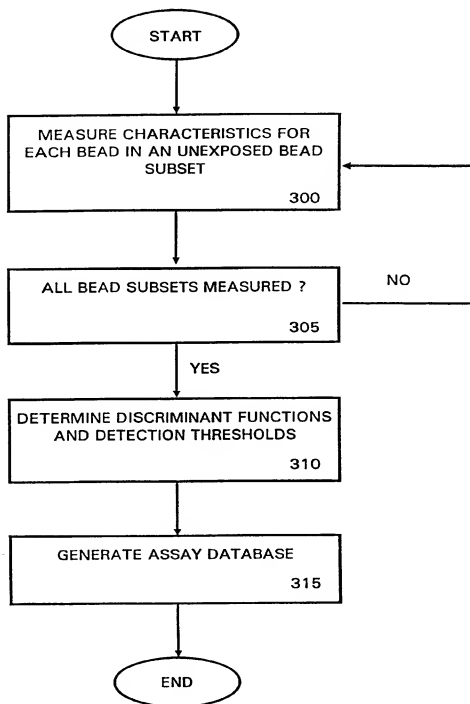 START
MEASURE CHARACTERISTICS FOR
EACH BEAD IN AN UNEXPOSED BEAD
SUBSET
300
ALL BEAD SUBSETS MEASURED ?
305
NO
YES
DETERMINE DISCRIMINANT FUNCTIONS
AND DETECTION THRESHOLDS
310
GENERATE ASSAY DATABASE
315
END